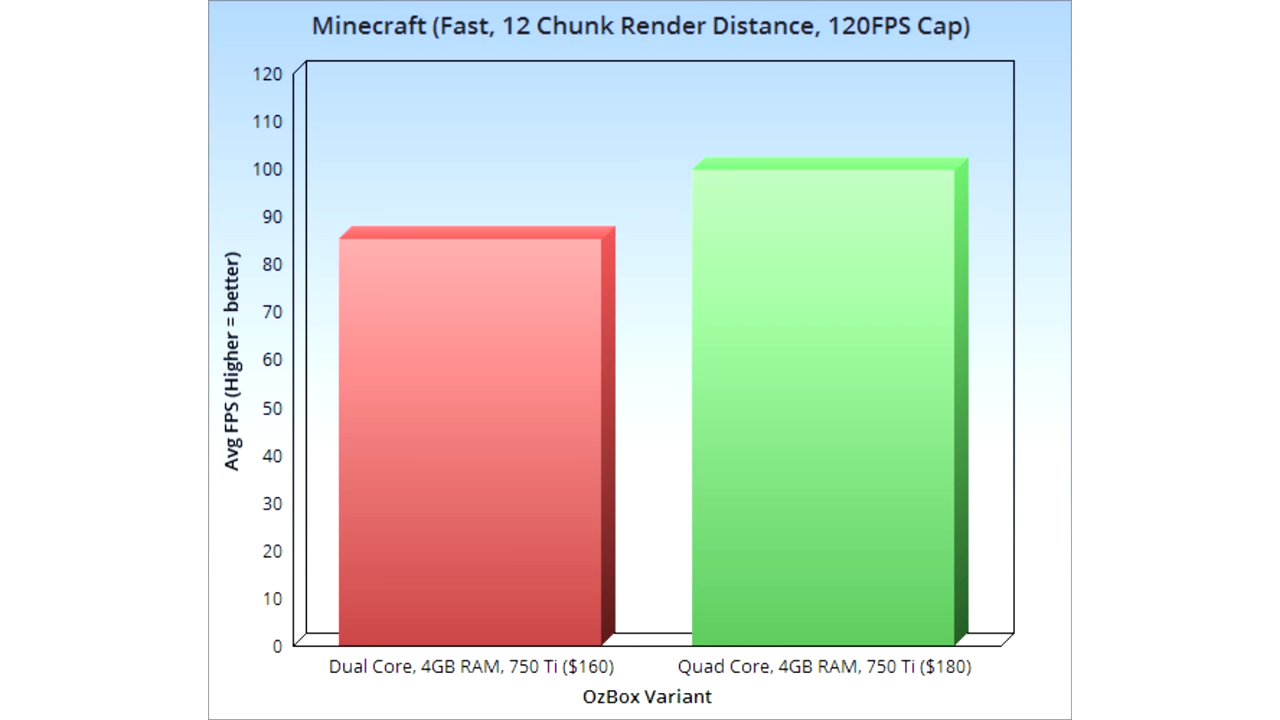 Minecraft (Fast, 12 Chunk Render Distance, 120FPS Cap)
120
110
100
90
80
70
60
50
40
30
20
10
0
Avg FPS (Higher = better)
Dual Core, 4GB RAM, 750 Ti ($160)
Quad Core, 4GB RAM, 750 Ti ($180)
OzBox Variant